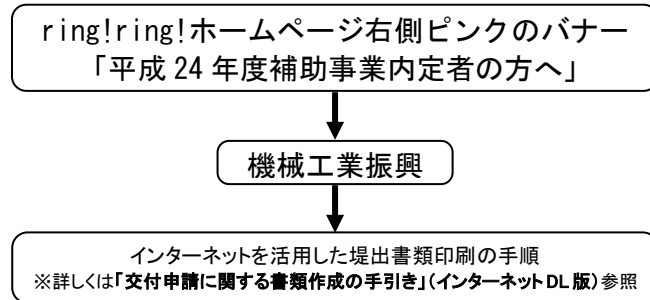 ring!ring!ホームページ右側ピンクのバナー
「平成24年度補助事業内定者の方へ」
機械工業振興
インターネットを活用した提出書類印刷の手順
※詳しくは「交付申請に関する書類作成の手引き」(インターネットDL版)参照